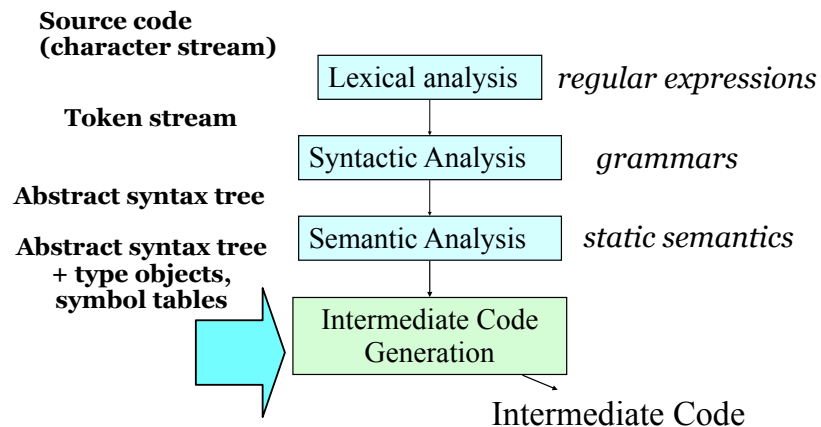 Source code
(character stream)
Lexical analysis
regular expressions
Token stream
Syntactic Analysis
grammars
Abstract syntax tree
Semantic Analysis
static semantics
Abstract syntax tree
+ type objects,
symbol tables
Intermediate Code
Generation
Intermediate Code